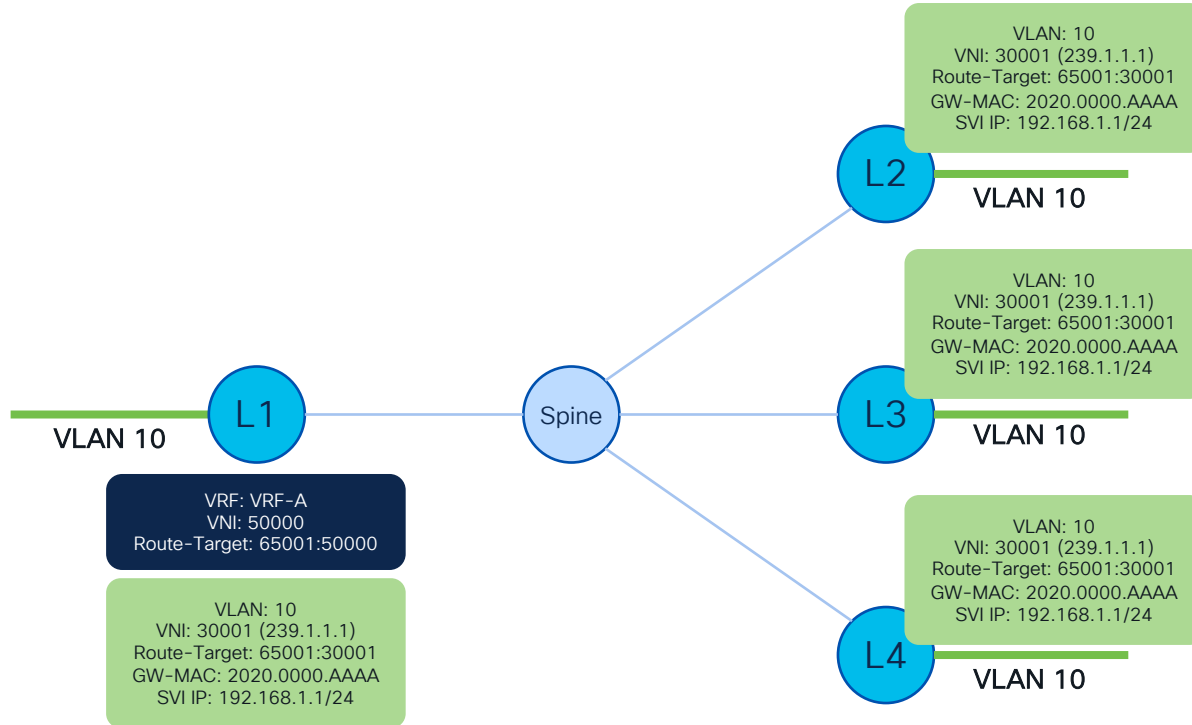 VLAN: 10
VNI: 30001 (239.1.1.1)
Route-Target: 65001:30001
GW-MAC: 2020.0000.AAAA
SVI IP: 192.168.1.1/24
L2
VLAN 10
VLAN: 10
VNI: 30001 (239.1.1.1)
Route-Target: 65001:30001
GW-MAC: 2020.0000.AAAA
SVI IP: 192.168.1.1/24
L1
Spine
L3
VLAN 10
VLAN 10
VRF: VRF-A
VNI: 50000
Route-Target: 65001:50000
VLAN: 10
VNI: 30001 (239.1.1.1)
Route-Target: 65001:30001
GW-MAC: 2020.0000.AAAA
SVI IP: 192.168.1.1/24
VLAN: 10
VNI: 30001 (239.1.1.1)
Route-Target: 65001:30001
GW-MAC: 2020.0000.AAAA
SVI IP: 192.168.1.1/24
L4
VLAN 10